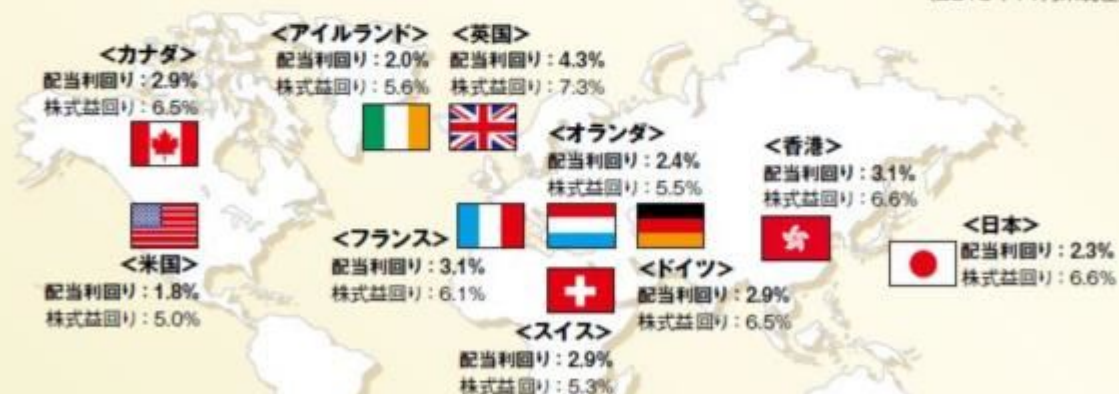 <カナダ>
配当利回り:2.9%
株式益回り:6.5%
<アイルランド>
配当利回り:2.0%
株式益回り:5.6%
<英国>
配当利回り:4.3%
株式益回り:7.3%
<オランダ>
配当利回り:2.4%
株式益回り:5.5%
<香港>
配当利回り:3.1%
株式益回り:6.6%
<日本>
配当利回り:2.3%
株式益回り:6.6%
<米国>
配当利回り:1.8%
株式益回り:5.0%
<フランス>
配当利回り:3.1%
株式益回り:6.1%
<ドイツ>
配当利回り:2.9%
株式益回り:6.5%
<スイス>
配当利回り:2.9%
株式益回り:5.3%